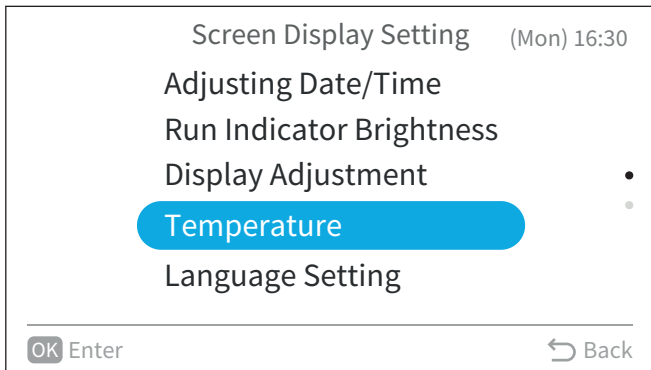 Screen Display Setting (Mon) 16:30
Adjusting Date/Time
Run Indicator Brightness
Display Adjustment
Temperature
Language Setting
OK Enter Back